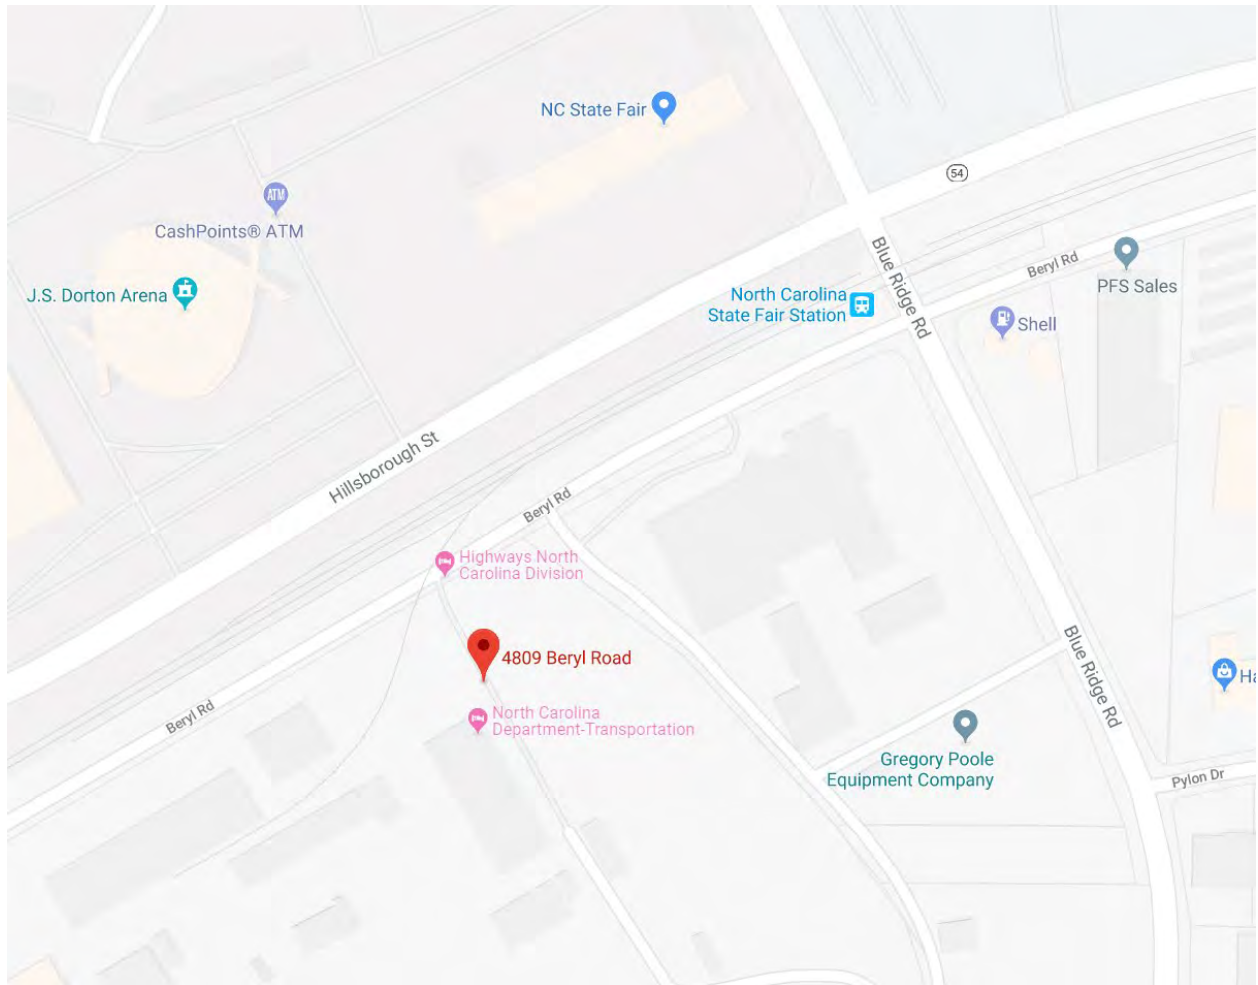 NC State Fair
54
ATM
CashPoints® ATM
J.S. Dorton Arena
Blue Ridge Rd
Beryl Rd
PFS Sales
North Carolina
State Fair Station
Shell
Hillsborough St
Beryl Rd
Highways North
Carolina Division
4809 Beryl Road
Blue Ridge Rd
Ha
Beryl Rd
North Carolina
Department-Transportation
Gregory Poole
Equipment Company
Pylon Dr